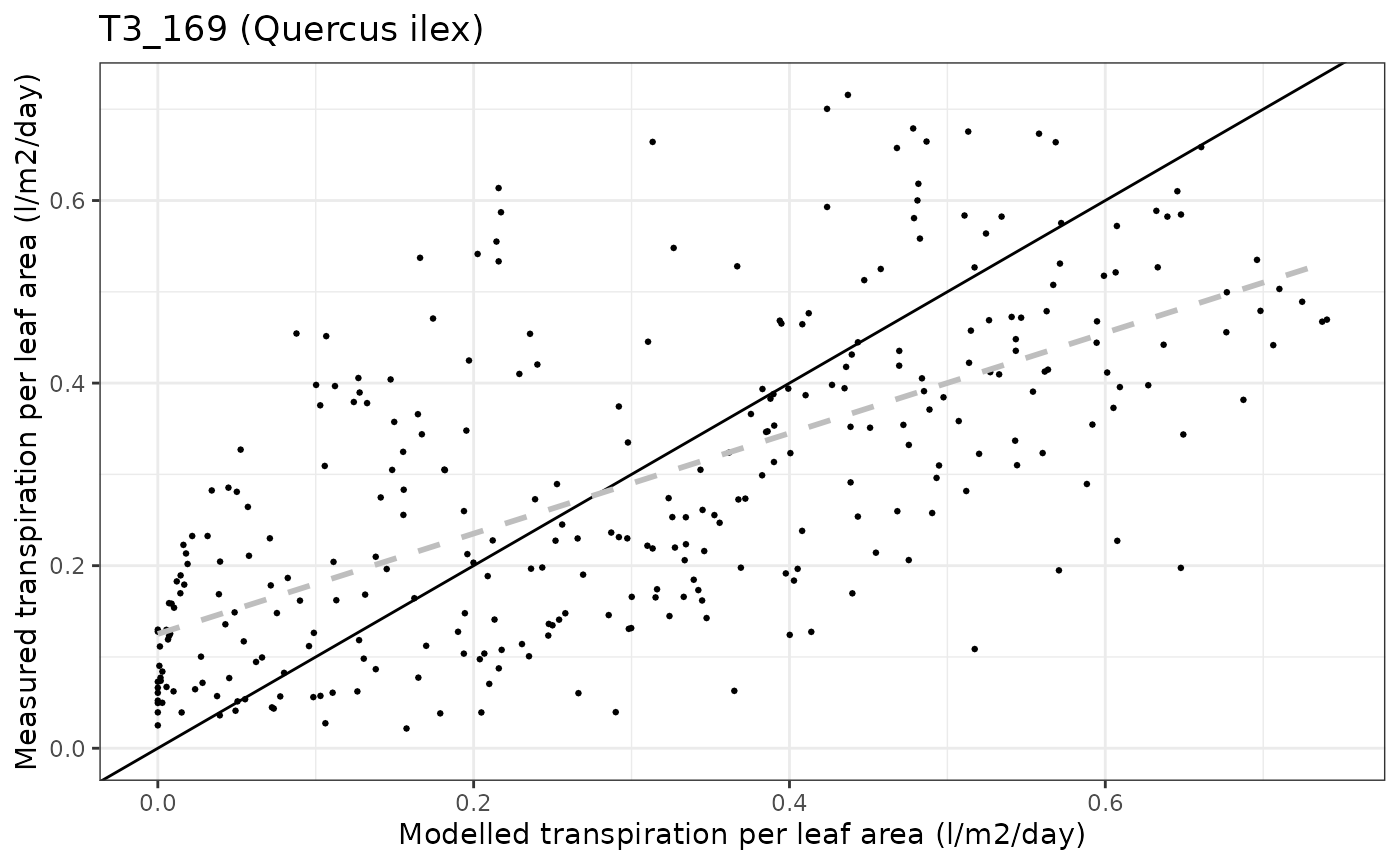 T3_169 (Quercus ilex)
Measured transpiration per leaf area (l/m2/day)
0.6
0.4
0.2
0.0
0.0 0.2 0.4 0.6
Modelled transpiration per leaf area (l/m2/day)